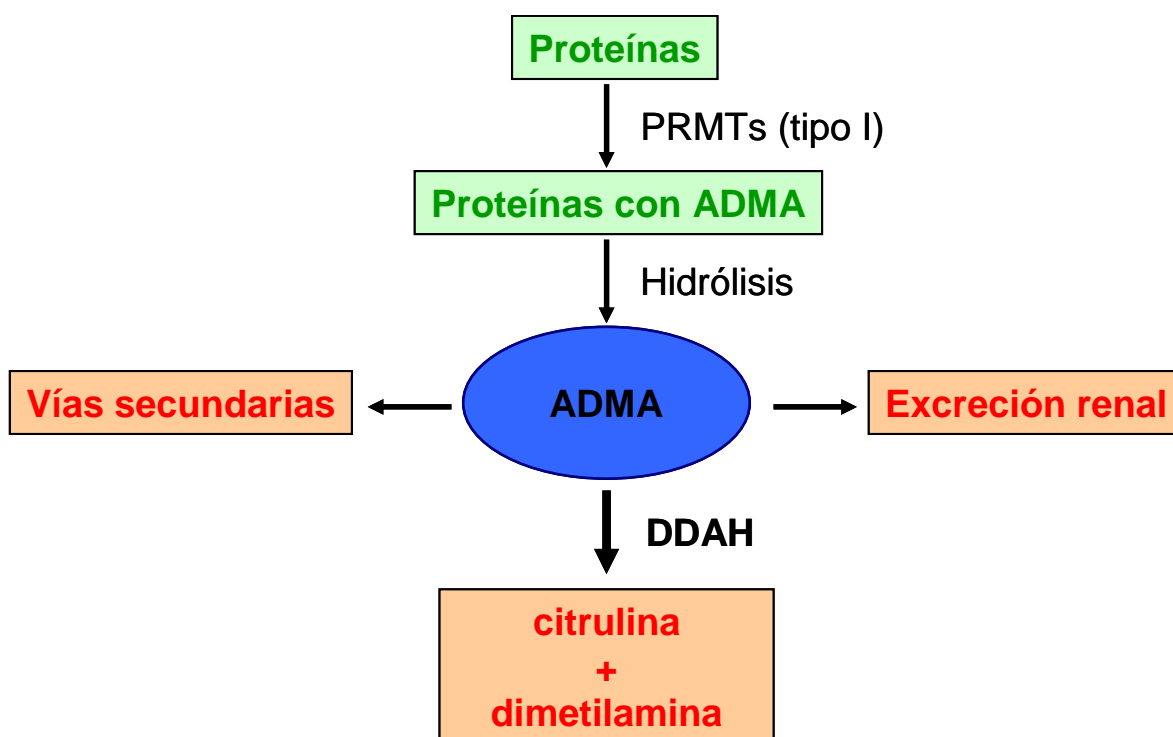 Proteínas
PRMTs (tipo I)
Proteínas con ADMA
Hidrólisis
Vías secundarias
ADMA
Excreción renal
DDAH
citrulina
+
dimetilamina